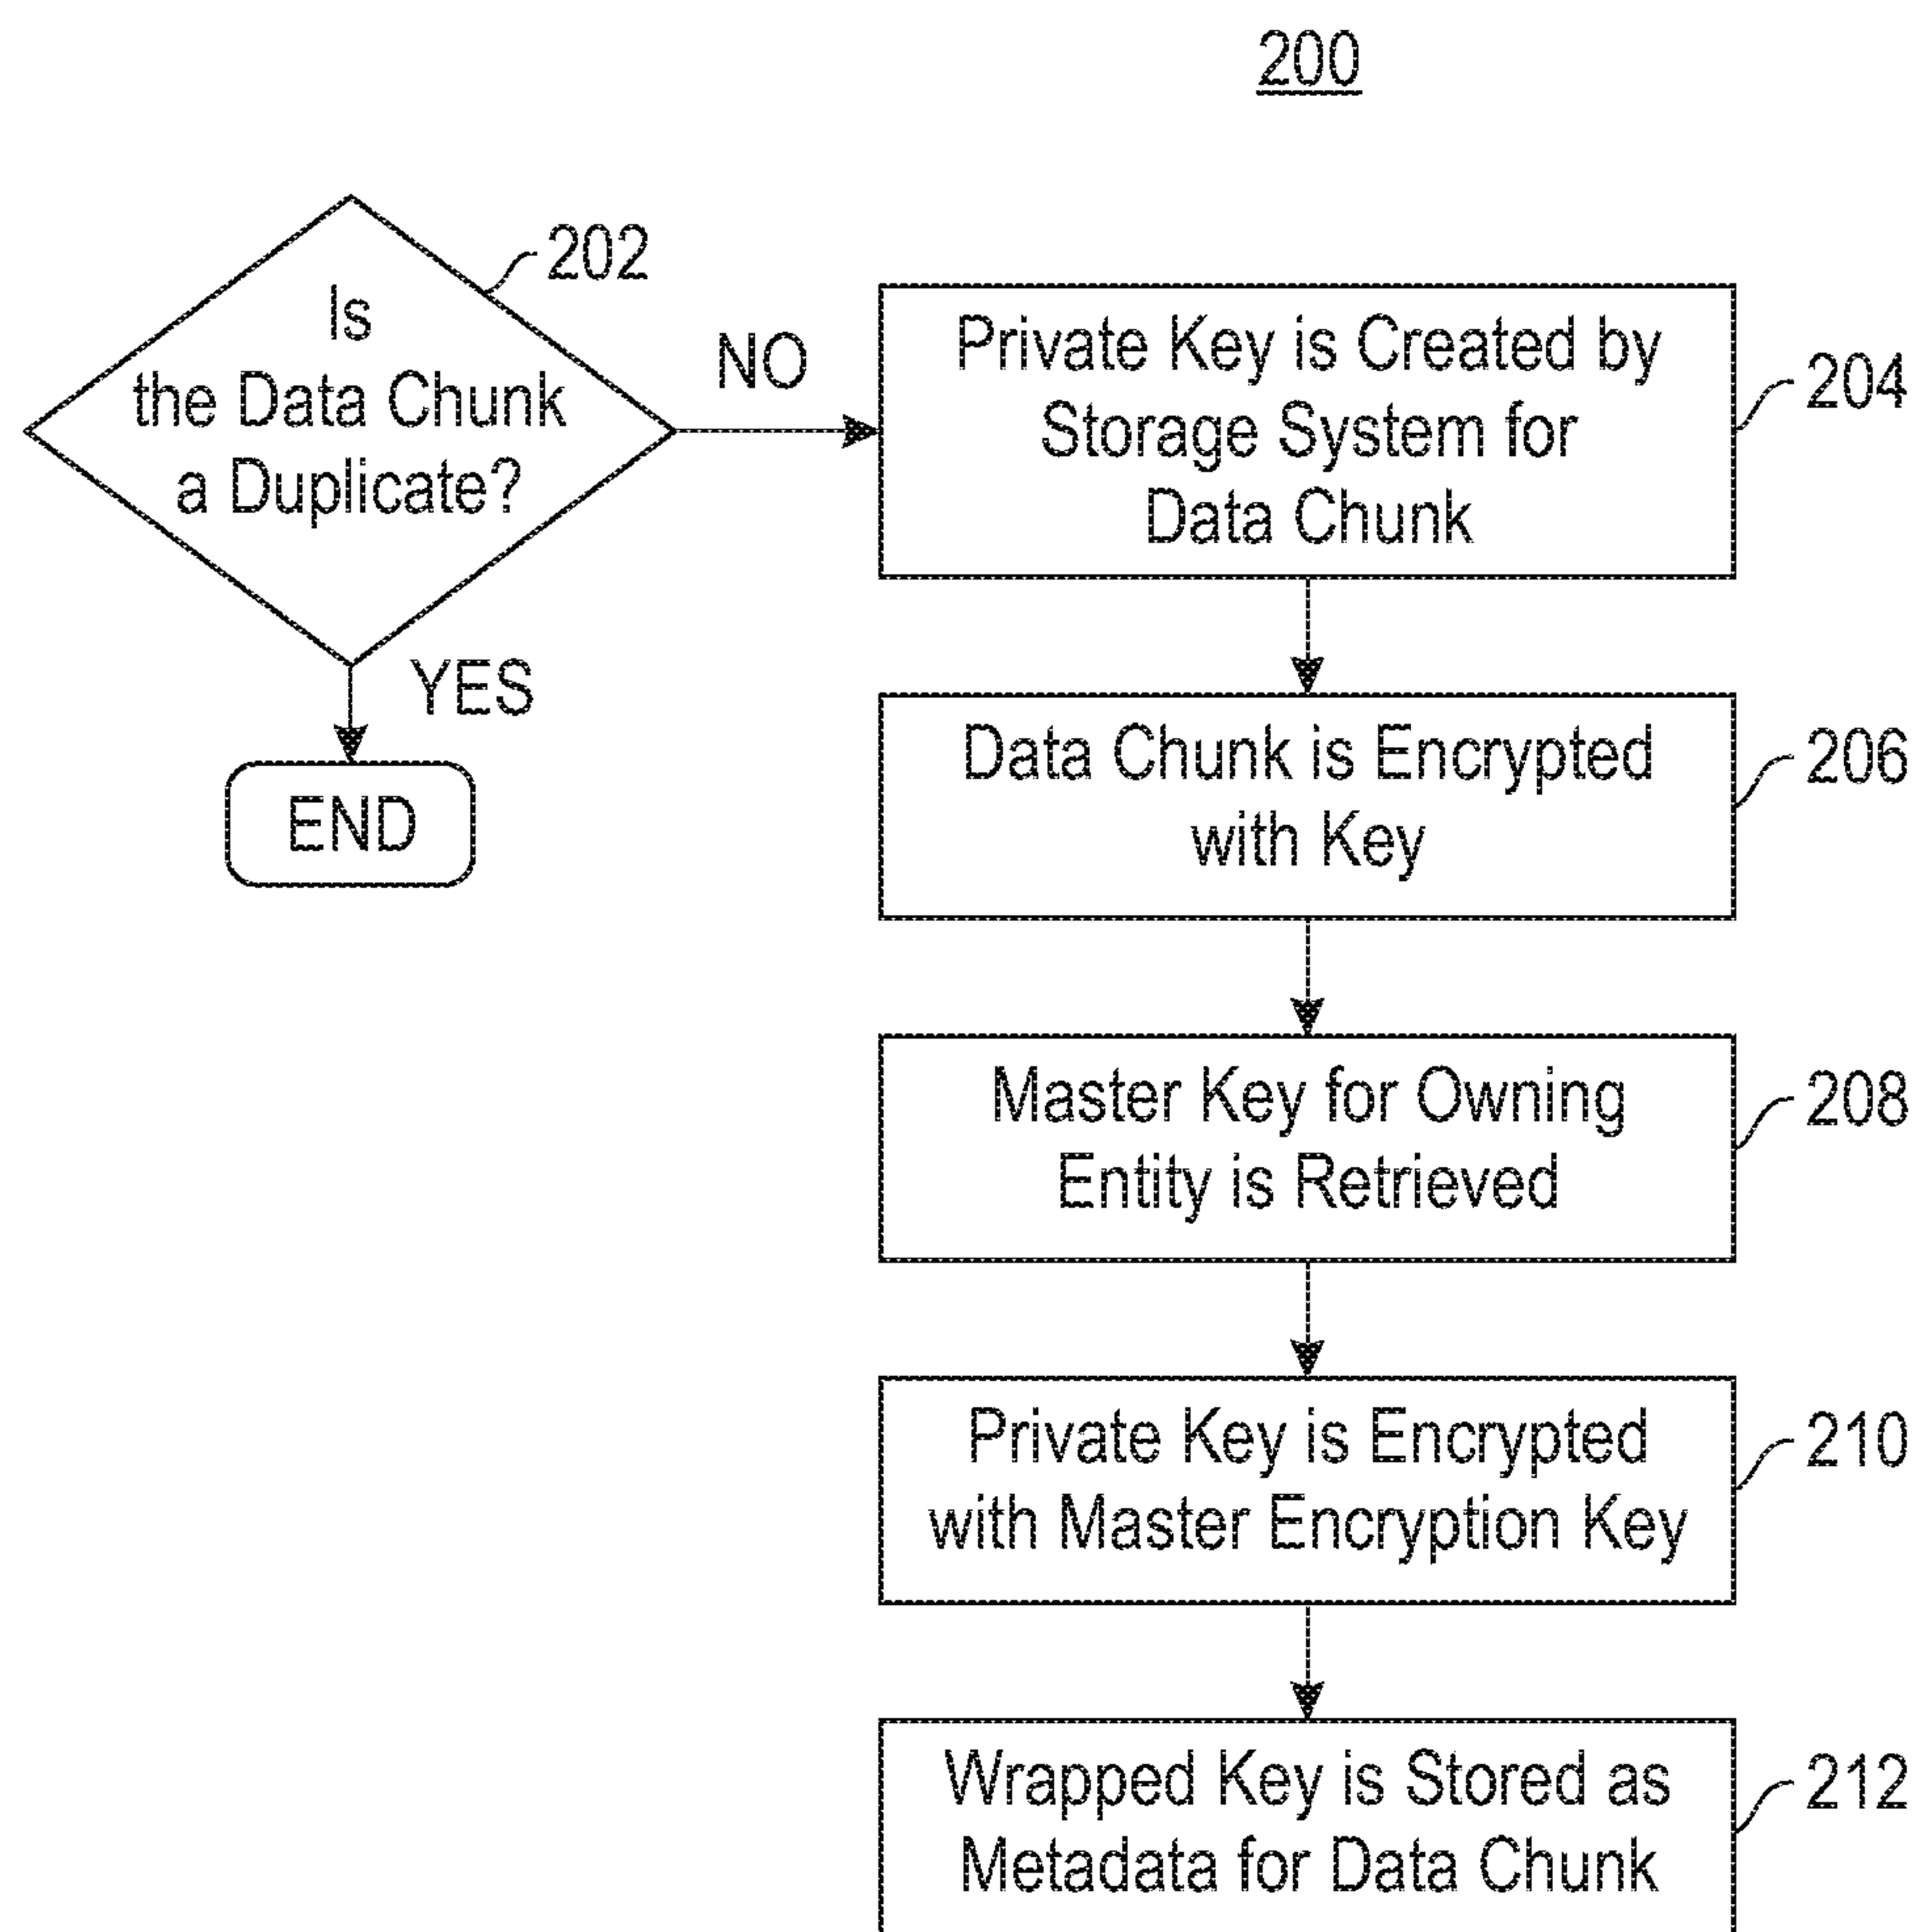 200
202
Is
the Data Chunk
a Duplicate?
NO
YES
END
Private Key is Created by
Storage System for
Data Chunk
204
Data Chunk is Encrypted
with Key
206
Master Key for Owning
Entity is Retrieved
208
Private Key is Encrypted
with Master Encryption Key
210
Wrapped Key is Stored as
Metadata for Data Chunk
212